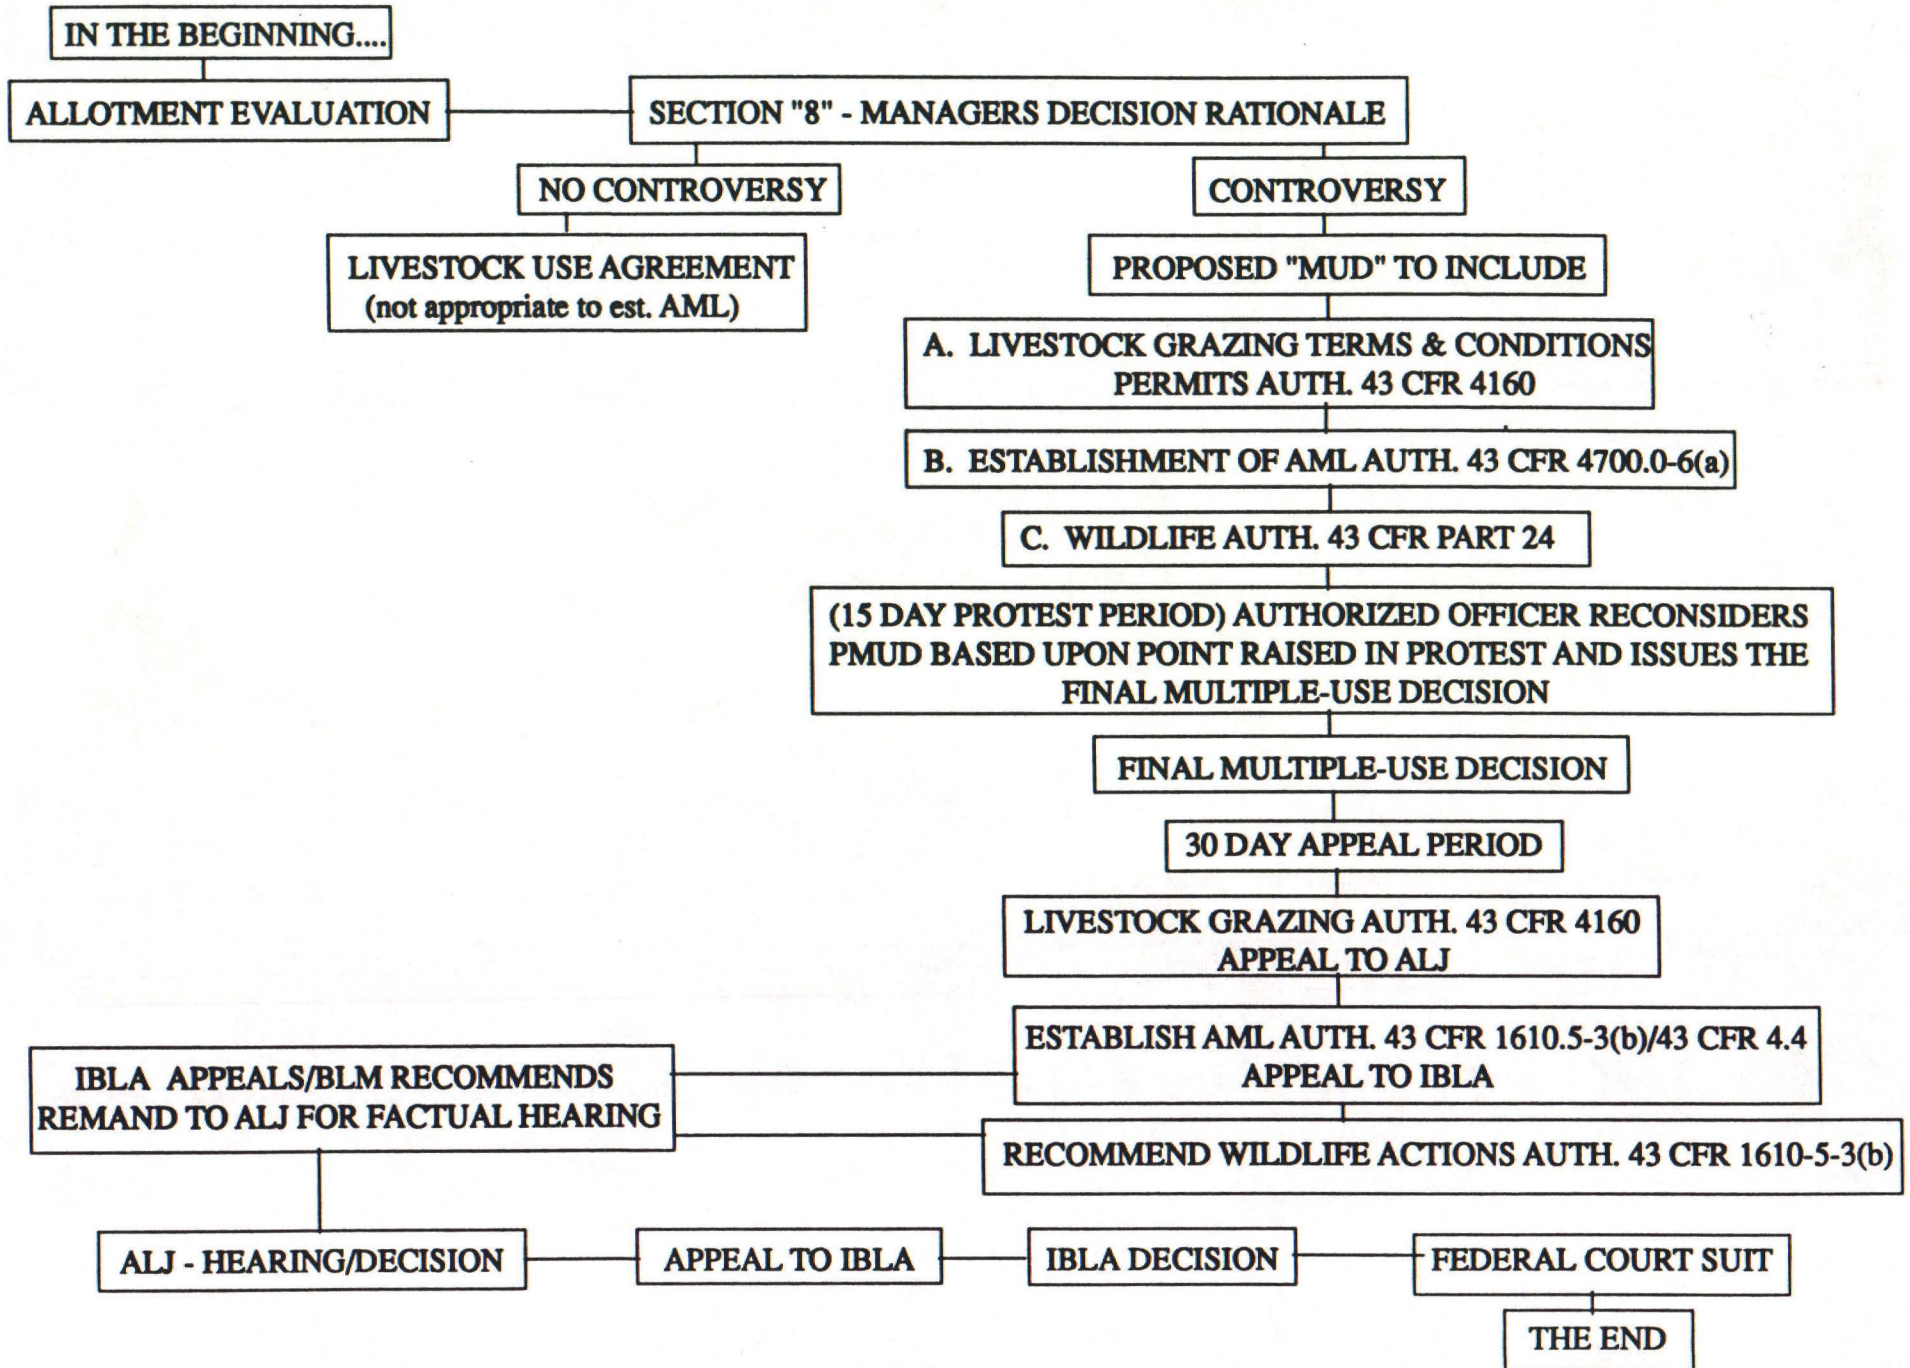 IN THE BEGINNING....
ALLOTMENT EVALUATION
SECTION "8" - MANAGERS DECISION RATIONALE
NO CONTROVERSY
CONTROVERSY
LIVESTOCK USE AGREEMENT
(not appropriate to est. AML)
PROPOSED "MUD" TO INCLUDE
A. LIVESTOCK GRAZING TERMS & CONDITIONS
PERMITS AUTH. 43 CFR 4160
B. ESTABLISHMENT OF AML AUTH. 43 CFR 4700.0-6(a)
C. WILDLIFE AUTH. 43 CFR PART 24
(15 DAY PROTEST PERIOD) AUTHORIZED OFFICER RECONSIDERS
PMUD BASED UPON POINT RAISED IN PROTEST AND ISSUES THE
FINAL MULTIPLE-USE DECISION
FINAL MULTIPLE-USE DECISION
30 DAY APPEAL PERIOD
LIVESTOCK GRAZING AUTH. 43 CFR 4160
APPEAL TO ALJ
ESTABLISH AML AUTH. 43 CFR 1610.5-3(b)/43 CFR 4.4
APPEAL TO IBLA
IBLA APPEALS/BLM RECOMMENDS
REMAND TO ALJ FOR FACTUAL HEARING
RECOMMEND WILDLIFE ACTIONS AUTH. 43 CFR 1610-5-3(b)
ALJ - HEARING/DECISION
APPEAL TO IBLA
IBLA DECISION
FEDERAL COURT SUIT
THE END